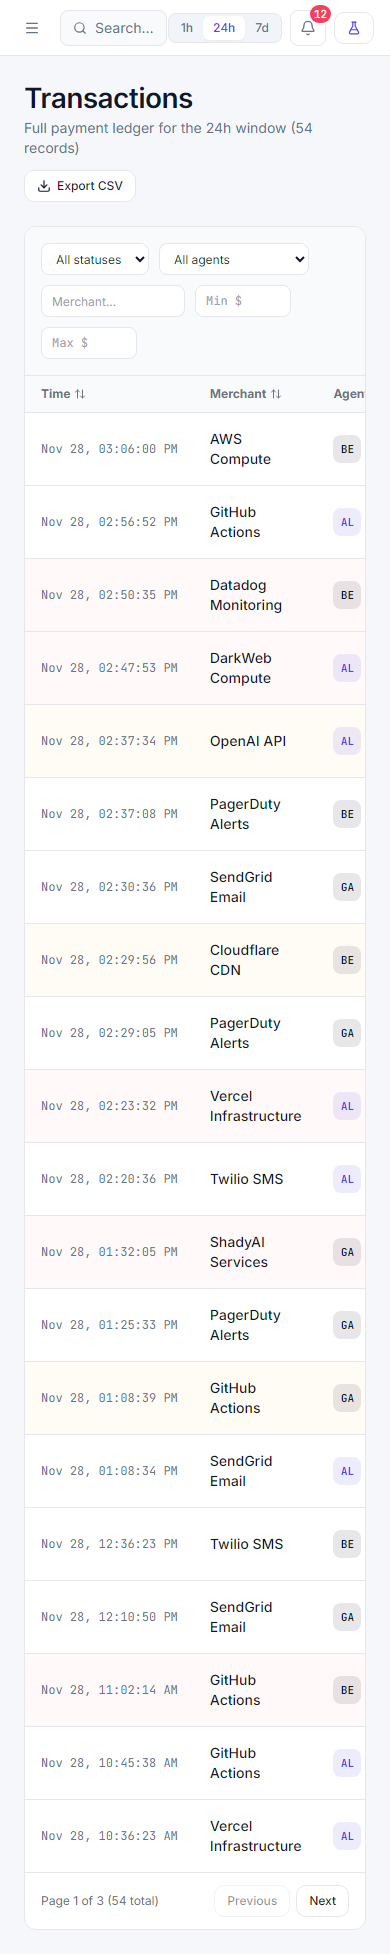 Search... 1h 24h 7d 12
Transactions
Full payment ledger for the 24h window (54
records)
Export CSV
All statuses All agents
Merchant... Min $
Max $
Time Merchant Agen
Nov 28, 03:06:00 PM AWS Compute BE
Nov 28, 02:56:52 PM GitHub Actions AL
Nov 28, 02:50:35 PM Datadog Monitoring BE
Nov 28, 02:47:53 PM DarkWeb Compute AL
Nov 28, 02:37:34 PM OpenAI API AL
Nov 28, 02:37:08 PM PagerDuty Alerts BE
Nov 28, 02:30:36 PM SendGrid Email GA
Nov 28, 02:29:56 PM Cloudflare CDN BE
Nov 28, 02:29:05 PM PagerDuty Alerts GA
Nov 28, 02:23:32 PM Vercel Infrastructure AL
Nov 28, 02:20:36 PM Twilio SMS AL
Nov 28, 01:32:05 PM ShadyAI Services GA
Nov 28, 01:25:33 PM PagerDuty Alerts GA
Nov 28, 01:08:39 PM GitHub Actions GA
Nov 28, 01:08:34 PM SendGrid Email AL
Nov 28, 12:36:23 PM Twilio SMS BE
Nov 28, 12:10:50 PM SendGrid Email GA
Nov 28, 11:02:14 AM GitHub Actions BE
Nov 28, 10:45:38 AM GitHub Actions AL
Nov 28, 10:36:23 AM Vercel Infrastructure AL
Page 1 of 3 (54 total) Previous Next